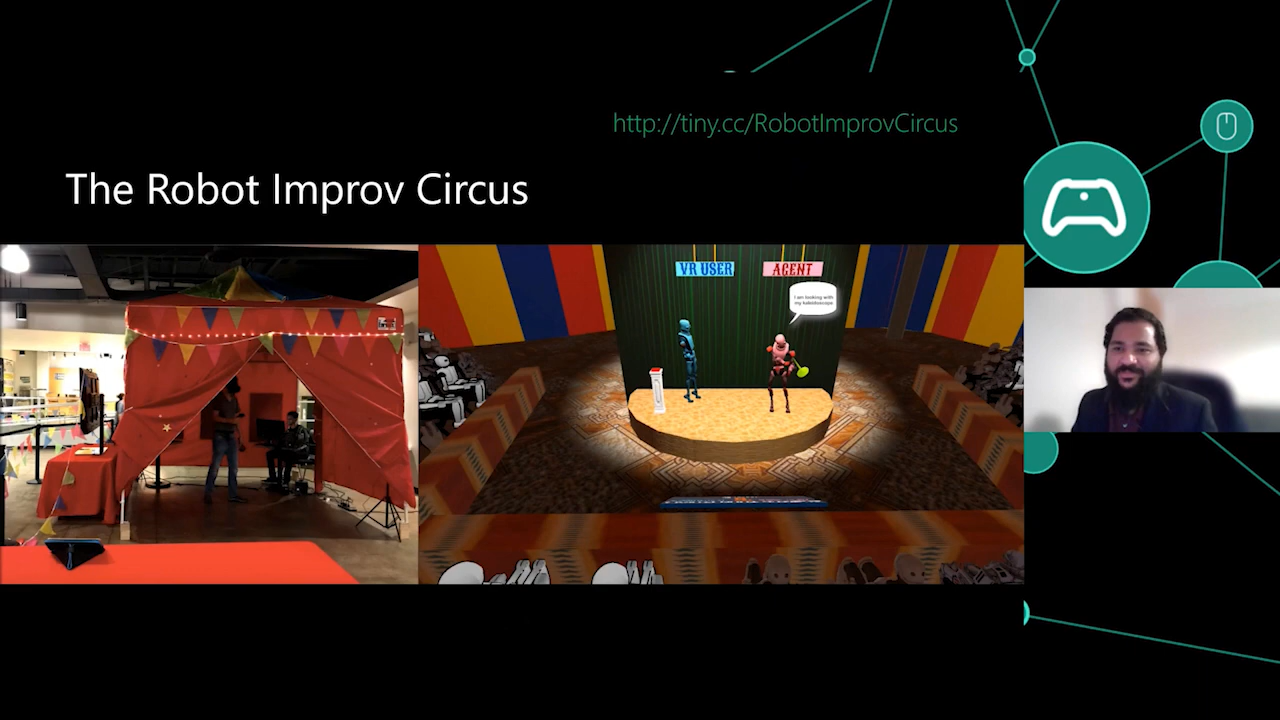 http://tiny.cc/RobotImprovCircus
The Robot Improv Circus
VR USER
AGENT
I am looking with
my kaleidoscope